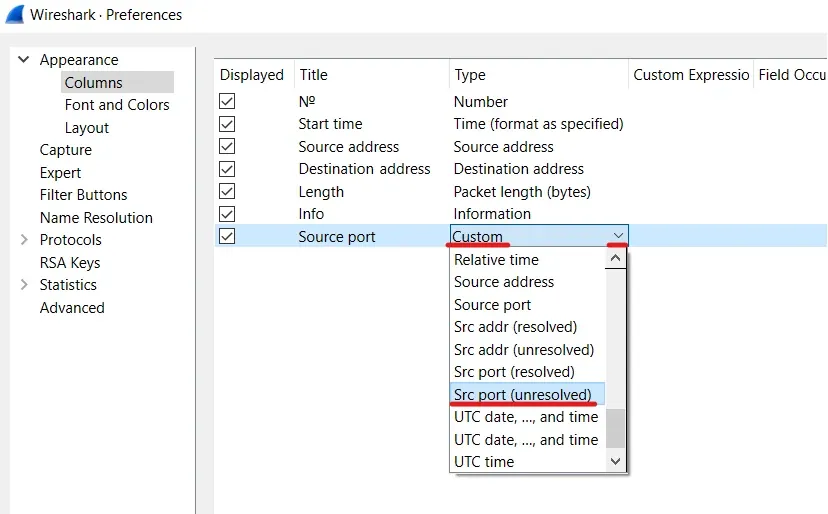 Wireshark · Preferences
Appearance
Columns
Font and Colors
Layout
Capture
Expert
Filter Buttons
Name Resolution
Protocols
RSA Keys
Statistics
Advanced
Displayed Title Type Custom Expressio Field Occu
Nº Number
Start time Time (format as specified)
Source address Source address
Destination address Destination address
Length Packet length (bytes)
Info Information
Source port Custom
Relative time
Source address
Source port
Src addr (resolved)
Src addr (unresolved)
Src port (resolved)
Src port (unresolved)
UTC date, ..., and time
UTC date, ..., and time
UTC time